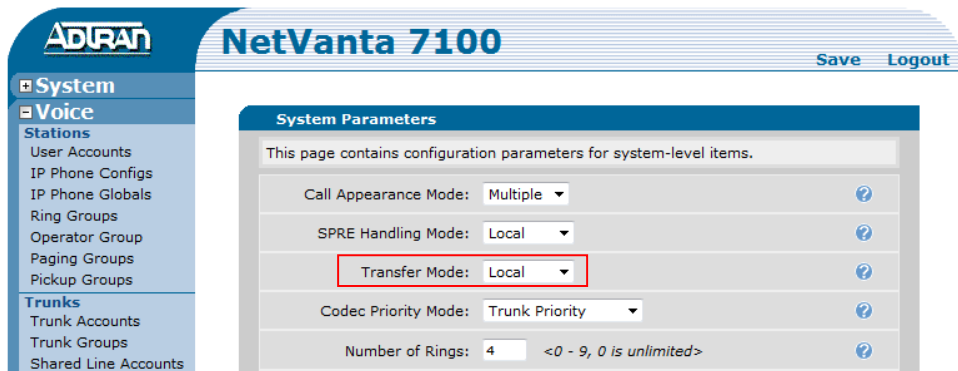 ADTRAN
NetVanta 7100
Save Logout
System
Voice
Stations
User Accounts
IP Phone Configs
IP Phone Globals
Ring Groups
Operator Group
Paging Groups
Pickup Groups
Trunks
Trunk Accounts
Trunk Groups
Shared Line Accounts
System Parameters
This page contains configuration parameters for system-level items.
Call Appearance Mode: Multiple ?
SPRE Handling Mode: Local ?
Transfer Mode: Local ?
Codec Priority Mode: Trunk Priority ?
Number of Rings: 4 <0 - 9, 0 is unlimited> ?